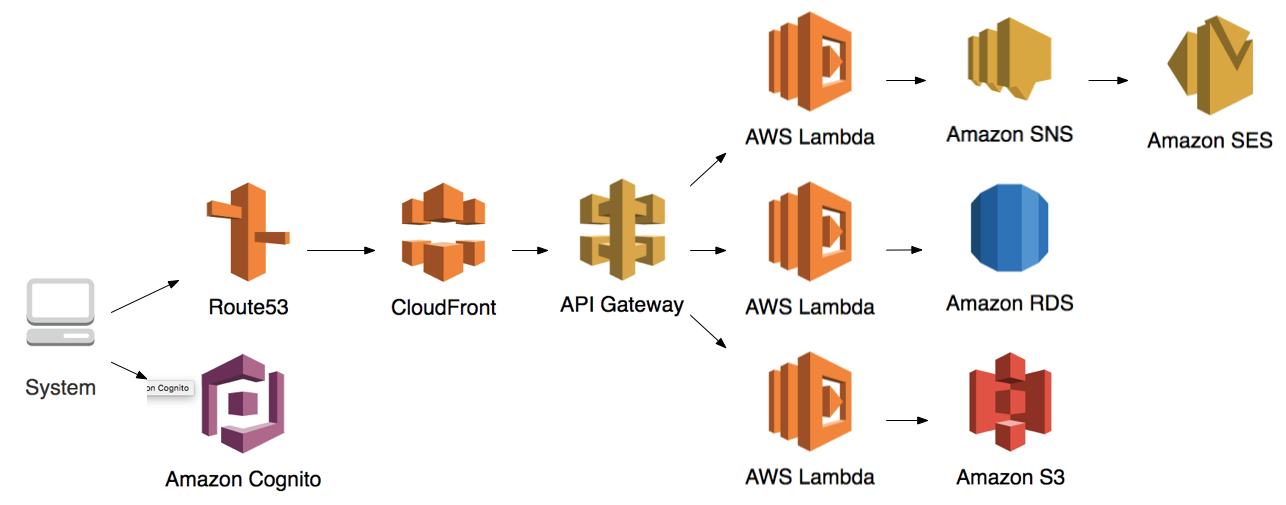 AWS Lambda
Amazon SNS
Amazon SES
Route53
CloudFront
API Gateway
AWS Lambda
Amazon RDS
System
on Cognito
Amazon Cognito
AWS Lambda
Amazon S3